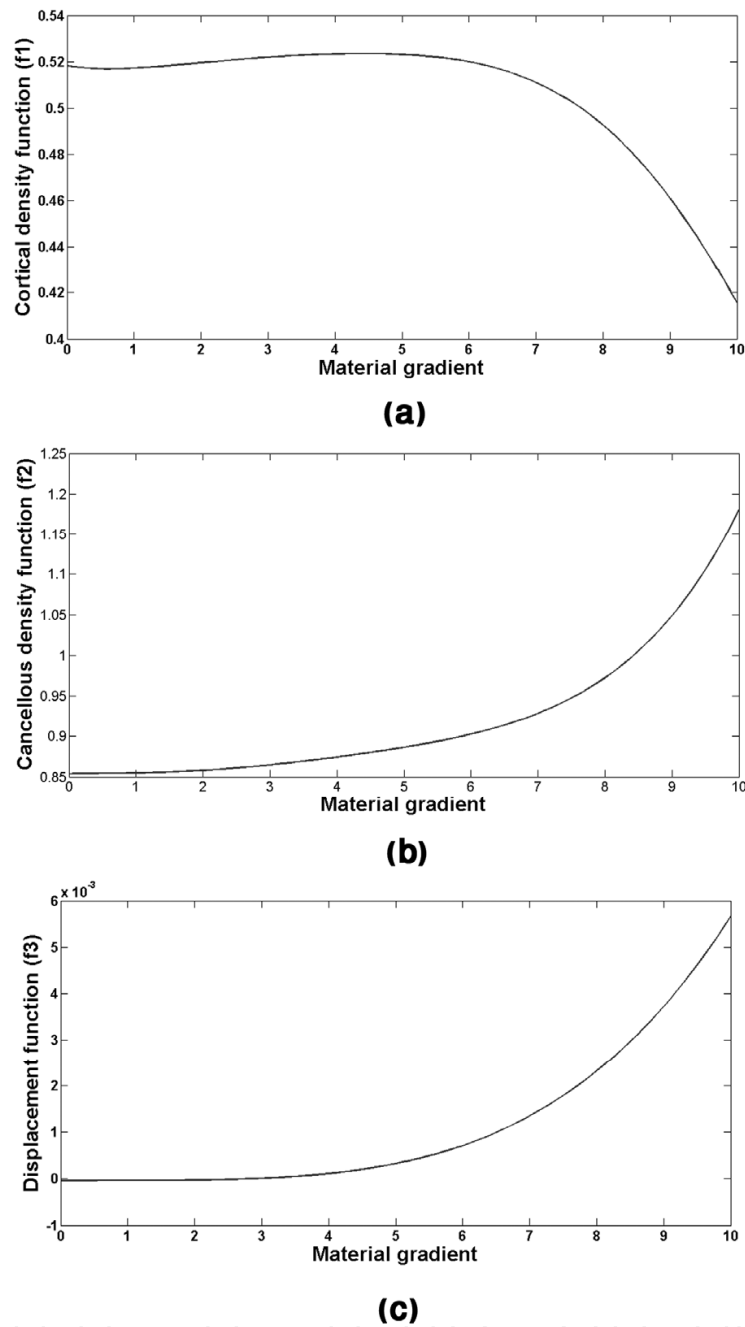 0.54
0.52
0.5
0.48
0.46
0.44
0.42
0.4
Cortical density function (f1)
0 1 2 3 4 5 6 7 8 9 10
Material gradient
(a)
1.25
1.2
1.15
1.1
1.05
1
0.95
0.9
0.85
Cancellous density function (f2)
0 1 2 3 4 5 6 7 8 9 10
Material gradient
(b)
x 10^-3
6
5
4
3
2
1
0
-1
Displacement function (f3)
0 1 2 3 4 5 6 7 8 9 10
Material gradient
(c)